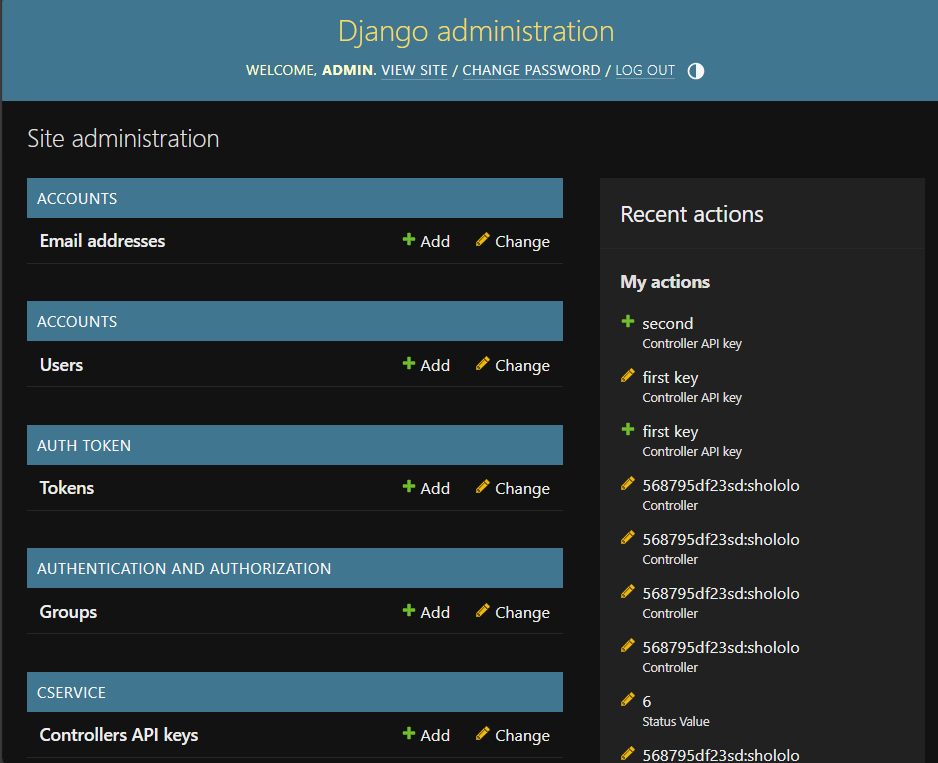 Django administration
WELCOME, ADMIN. VIEW SITE / CHANGE PASSWORD / LOG OUT
Site administration
ACCOUNTS
Email addresses Add Change
ACCOUNTS
Users Add Change
AUTH TOKEN
Tokens Add Change
AUTHENTICATION AND AUTHORIZATION
Groups Add Change
CSERVICE
Controllers API keys Add Change
Recent actions
My actions
second
Controller API key
first key
Controller API key
first key
Controller API key
568795df23sd:shololo
Controller
568795df23sd:shololo
Controller
568795df23sd:shololo
Controller
568795df23sd:shololo
Controller
6
Status Value
568795df23sd:shololo